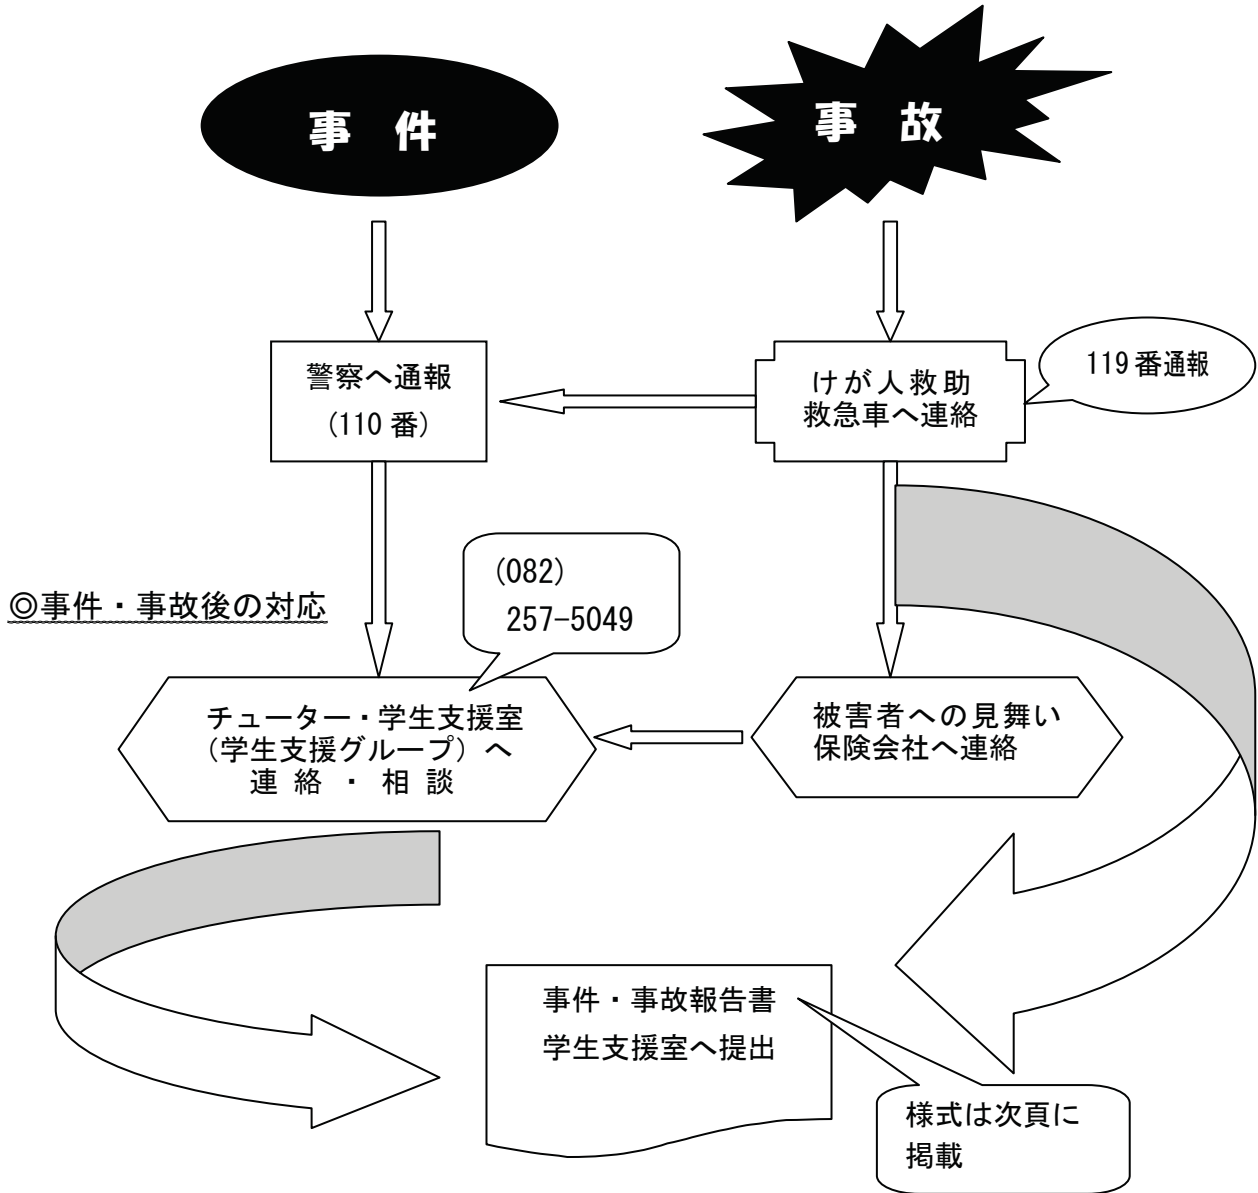 事 件
事 故
警察へ通報
(110 番)
けが人救助
救急車へ連絡
119 番通報
(082)
257-5049
◎事件・事故後の対応
チューター・学生支援室
(学生支援グループ) へ
連 絡 ・ 相 談
被害者への見舞い
保険会社へ連絡
事件・事故報告書
学生支援室へ提出
様式は次頁に
掲載